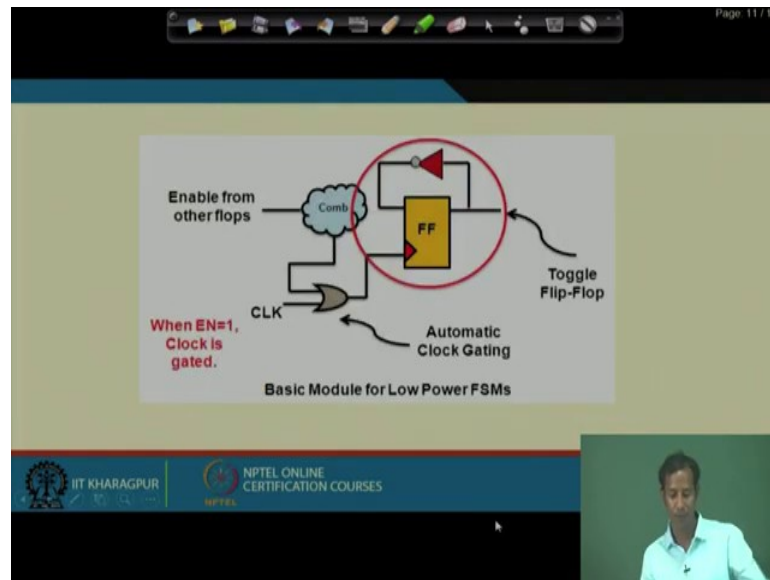 Page: 11 / 1
Enable from
other flops
Comb
FF
CLK
When EN=1,
Clock is
gated.
Toggle
Flip-Flop
Automatic
Clock Gating
Basic Module for Low Power FSMs
IIT KHARAGPUR
NPTEL
NPTEL ONLINE
CERTIFICATION COURSES